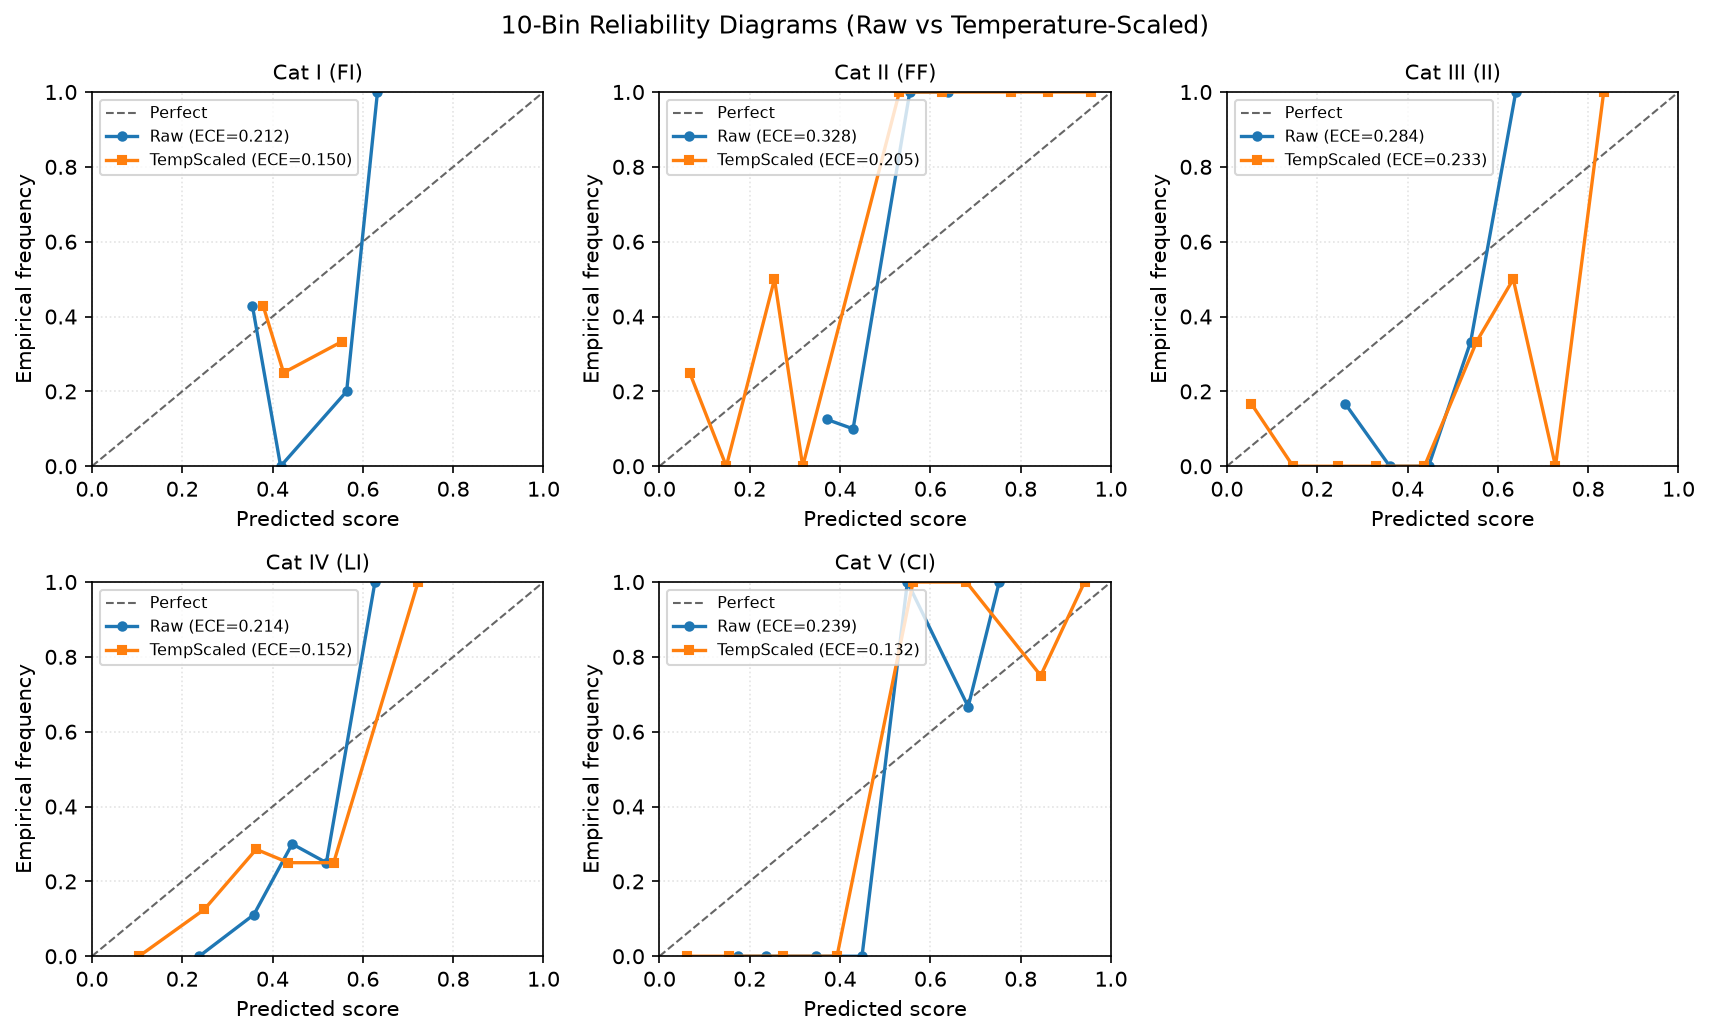 10-Bin Reliability Diagrams (Raw vs Temperature-Scaled)
Cat I (FI)
Perfect
Raw (ECE=0.212)
TempScaled (ECE=0.150)
Empirical frequency
1.0
0.8
0.6
0.4
0.2
0.0
0.0 0.2 0.4 0.6 0.8 1.0
Predicted score
Cat II (FF)
Perfect
Raw (ECE=0.328)
TempScaled (ECE=0.205)
Empirical frequency
1.0
0.8
0.6
0.4
0.2
0.0
0.0 0.2 0.4 0.6 0.8 1.0
Predicted score
Cat III (II)
Perfect
Raw (ECE=0.284)
TempScaled (ECE=0.233)
Empirical frequency
1.0
0.8
0.6
0.4
0.2
0.0
0.0 0.2 0.4 0.6 0.8 1.0
Predicted score
Cat IV (LI)
Perfect
Raw (ECE=0.214)
TempScaled (ECE=0.152)
Empirical frequency
1.0
0.8
0.6
0.4
0.2
0.0
0.0 0.2 0.4 0.6 0.8 1.0
Predicted score
Cat V (CI)
Perfect
Raw (ECE=0.239)
TempScaled (ECE=0.132)
Empirical frequency
1.0
0.8
0.6
0.4
0.2
0.0
0.0 0.2 0.4 0.6 0.8 1.0
Predicted score